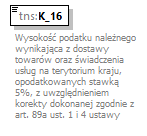 tns:K_16
Wysokość podatku należnego
wynikająca z dostawy
towarów oraz świadczenia
usług na terytorium kraju,
opodatkowanych stawką
5%, z uwzględnieniem
korekty dokonanej zgodnie z
art. 89a ust. 1 i 4 ustawy